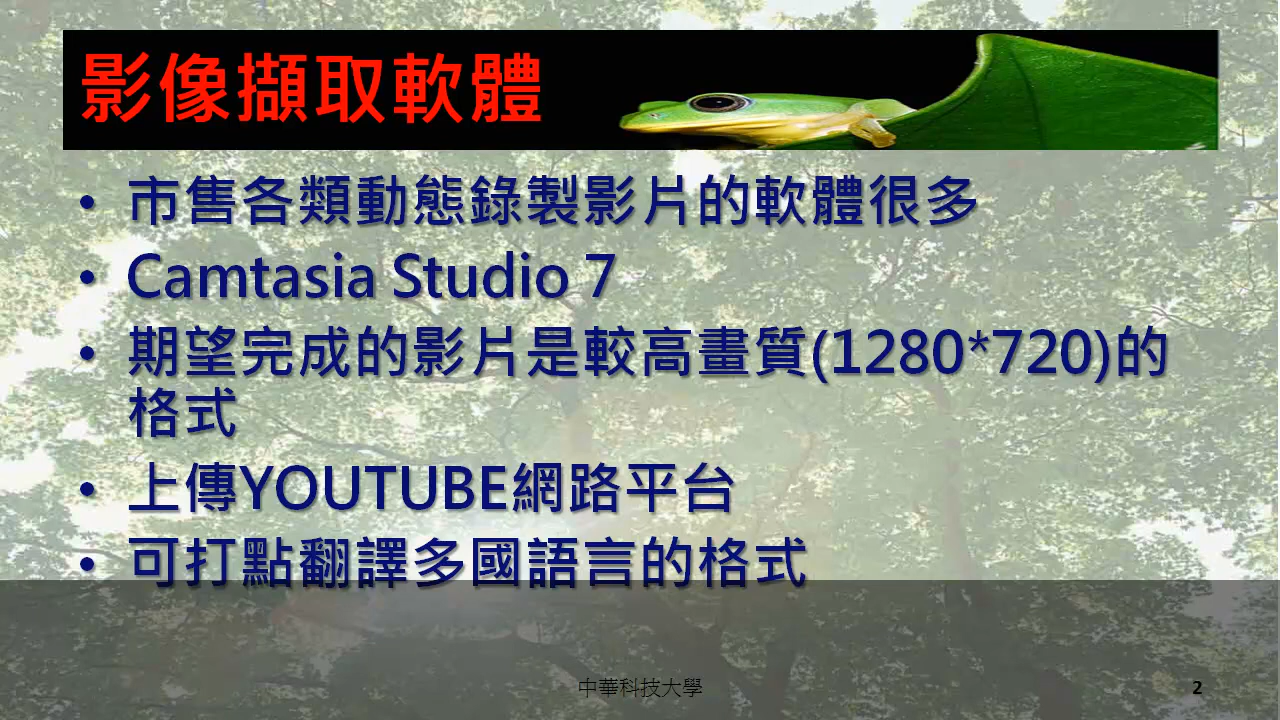 影像擷取軟體
• 市售各類動態錄製影片的軟體很多
• Camtasia Studio 7
• 期望完成的影片是較高畫質(1280*720)的
格式
• 上傳YOUTUBE網路平台
• 可打點翻譯多國語言的格式
中華科技大學
2